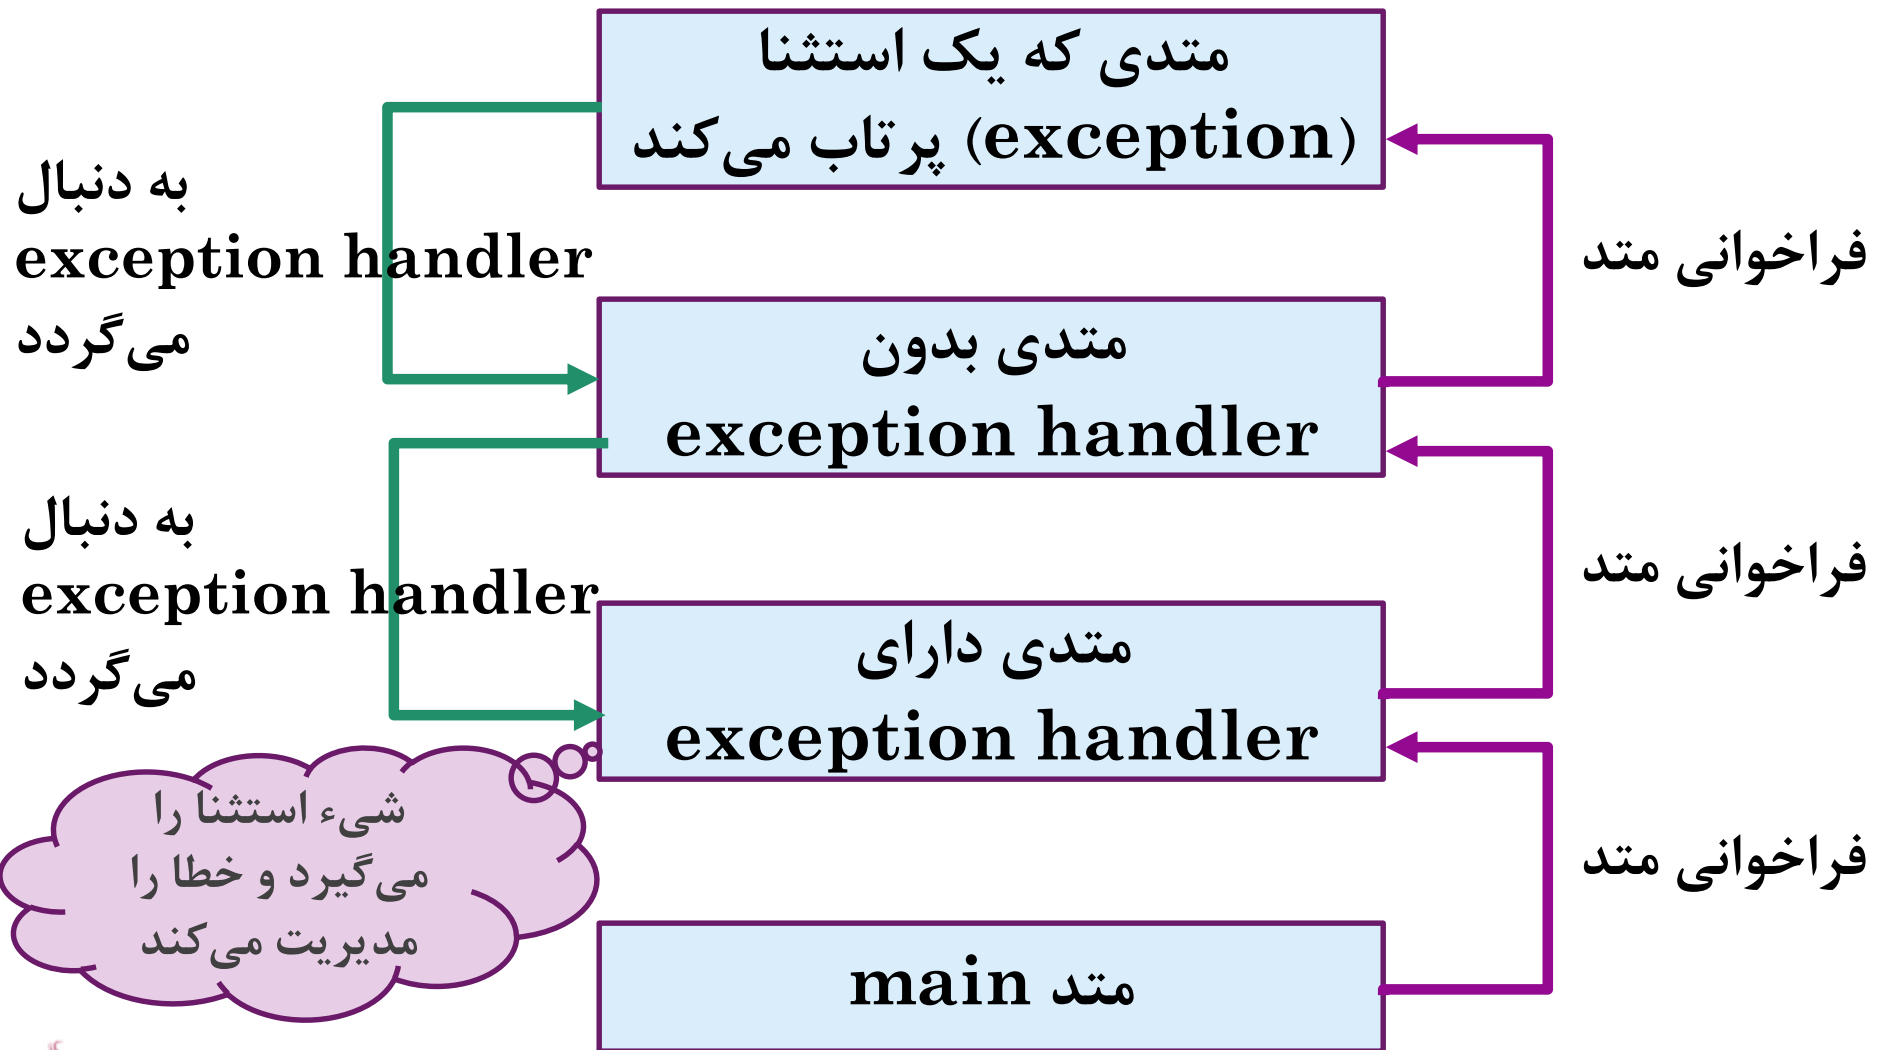 متدی که یک استثنا
(exception) پرتاب می‌کند
به دنبال
exception handler
می‌گردد
فراخوانی متد
متدی بدون
exception handler
به دنبال
exception handler
می‌گردد
فراخوانی متد
متدی دارای
exception handler
شیء استثنا را
می‌گیرد و خطا را
مدیریت می‌کند
فراخوانی متد
متد main